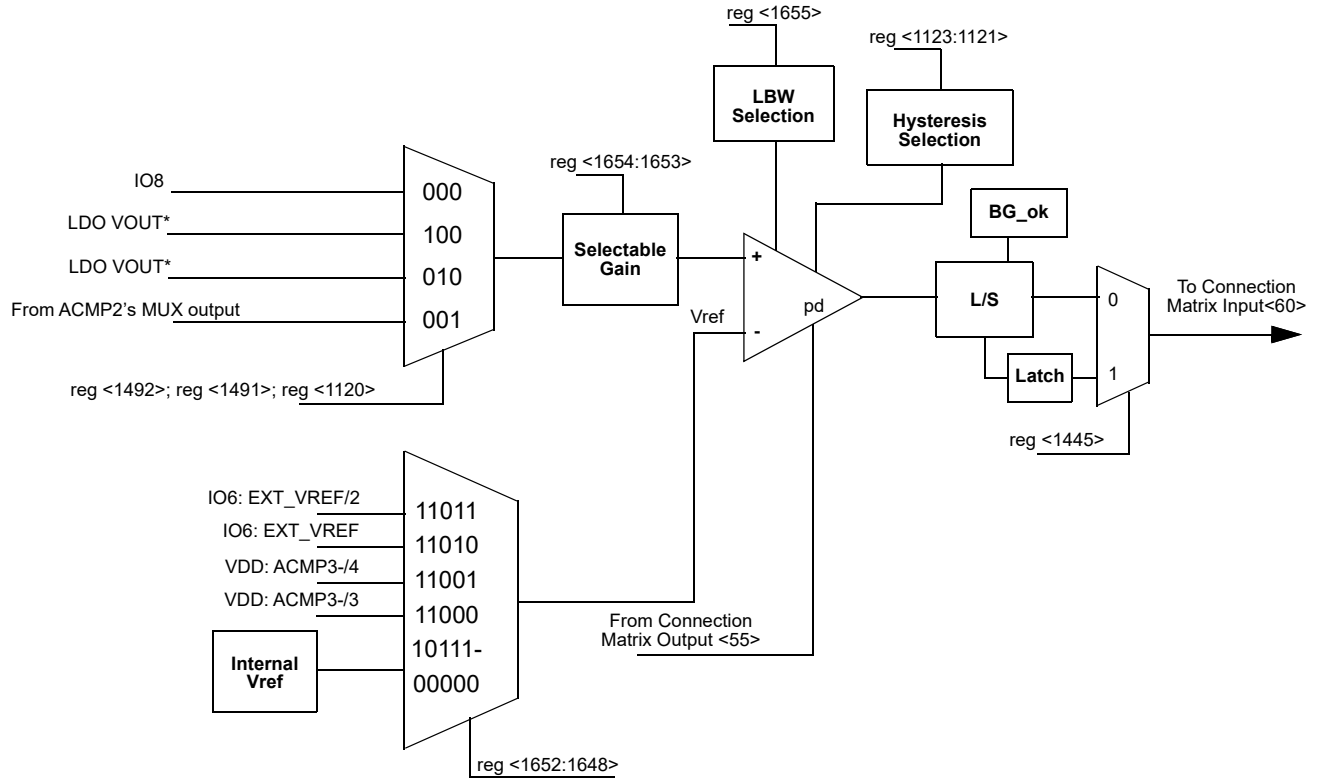 reg <1655>
reg <1123:1121>
LBW
Selection
Hysteresis
Selection
reg <1654:1653>
IO8
LDO VOUT*
LDO VOUT*
From ACMP2’s MUX output
000
100
010
001
Selectable
Gain
+
-
pd
Vref
BG_ok
L/S
Latch
0
1
To Connection
Matrix Input<60>
reg <1492>; reg <1491>; reg <1120>
reg <1445>
IO6: EXT_VREF/2
IO6: EXT_VREF
VDD: ACMP3-/4
VDD: ACMP3-/3
Internal
Vref
11011
11010
11001
11000
10111-
00000
From Connection
Matrix Output <55>
reg <1652:1648>